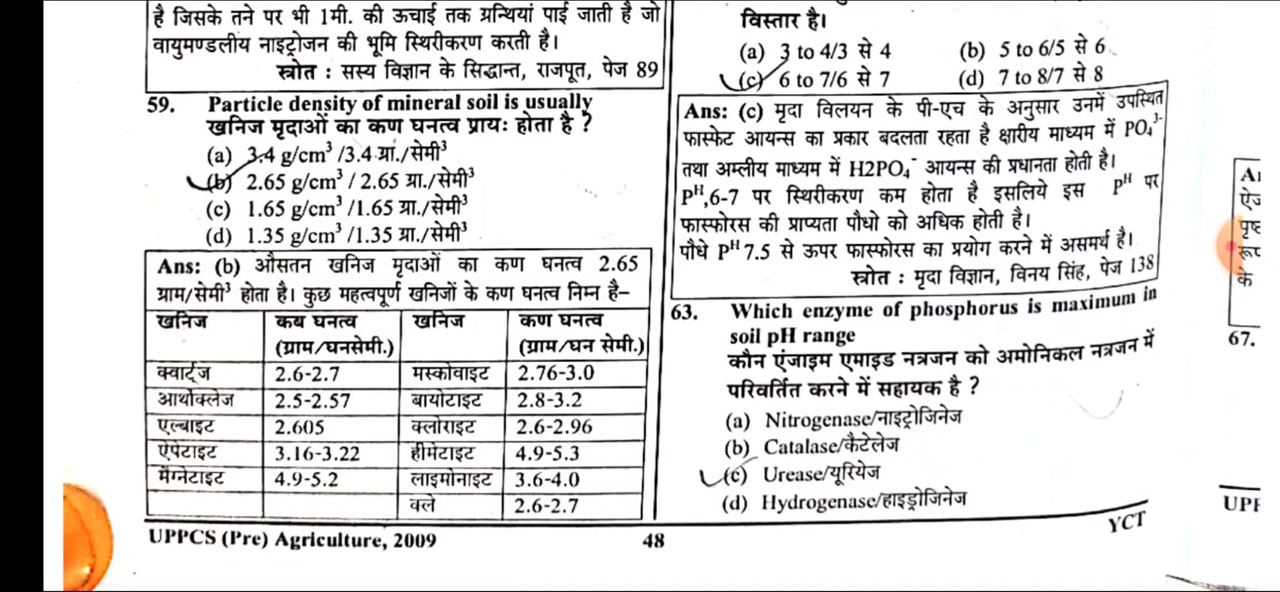 है जिसके तने पर भी 1मी. की ऊचाई तक ग्रन्थियां पाई जाती है जो
वायुमण्डलीय नाइट्रोजन की भूमि स्थिरीकरण करती है।
स्त्रोत : सस्य विज्ञान के सिद्धान्त, राजपूत, पेज 89
59. Particle density of mineral soil is usually
खनिज मृदाओं का कण घनत्व प्रायः होता है ?
(a) 3.4 g/cm³ /3.4 ग्रा./सेमी³
(b) 2.65 g/cm³ / 2.65 ग्रा./सेमी³
(c) 1.65 g/cm³ /1.65 ग्रा./सेमी³
(d) 1.35 g/cm³ /1.35 ग्रा./सेमी³
Ans: (b) औसतन खनिज मृदाओं का कण घनत्व 2.65
ग्राम/सेमी³ होता है। कुछ महत्वपूर्ण खनिजों के कण घनत्व निम्न है–
खनिज कब घनत्व खनिज कण घनत्व
(ग्राम/घनसेमी.) (ग्राम/घन सेमी.)
क्वार्ट्ज 2.6-2.7 मस्कोवाइट 2.76-3.0
आर्थोक्लेज 2.5-2.57 बायोटाइट 2.8-3.2
एल्बाइट 2.605 क्लोराइट 2.6-2.96
ऐपेटाइट 3.16-3.22 हीमेटाइट 4.9-5.3
मैग्नेटाइट 4.9-5.2 लाइमोनाइट 3.6-4.0
क्ले 2.6-2.7
विस्तार है।
(a) 3 to 4/3 से 4 (b) 5 to 6/5 से 6
(c) 6 to 7/6 से 7 (d) 7 to 8/7 से 8
Ans: (c) मृदा विलयन के पी-एच के अनुसार उनमें उपस्थित
फास्फेट आयन्स का प्रकार बदलता रहता है क्षारीय माध्यम में PO₄³⁻
तथा अम्लीय माध्यम में H2PO₄⁻ आयन्स की प्रधानता होती है।
Pᴴ,6-7 पर स्थिरीकरण कम होता है इसलिये इस Pᴴ पर
फास्फोरस की प्राप्यता पौधो को अधिक होती है।
पौधे Pᴴ 7.5 से ऊपर फास्फोरस का प्रयोग करने में असमर्थ है।
स्त्रोत : मृदा विज्ञान, विनय सिंह, पेज 138
63. Which enzyme of phosphorus is maximum in
soil pH range
कौन एंजाइम एमाइड नत्रजन को अमोनिकल नत्रजन में
परिवर्तित करने में सहायक है ?
(a) Nitrogenase/नाइट्रोजिनेज
(b) Catalase/कैटेलेज
(c) Urease/यूरियेज
(d) Hydrogenase/हाइड्रोजिनेज
पृष्ठ
के
67.
UPPCS (Pre) Agriculture, 2009 48 YCT